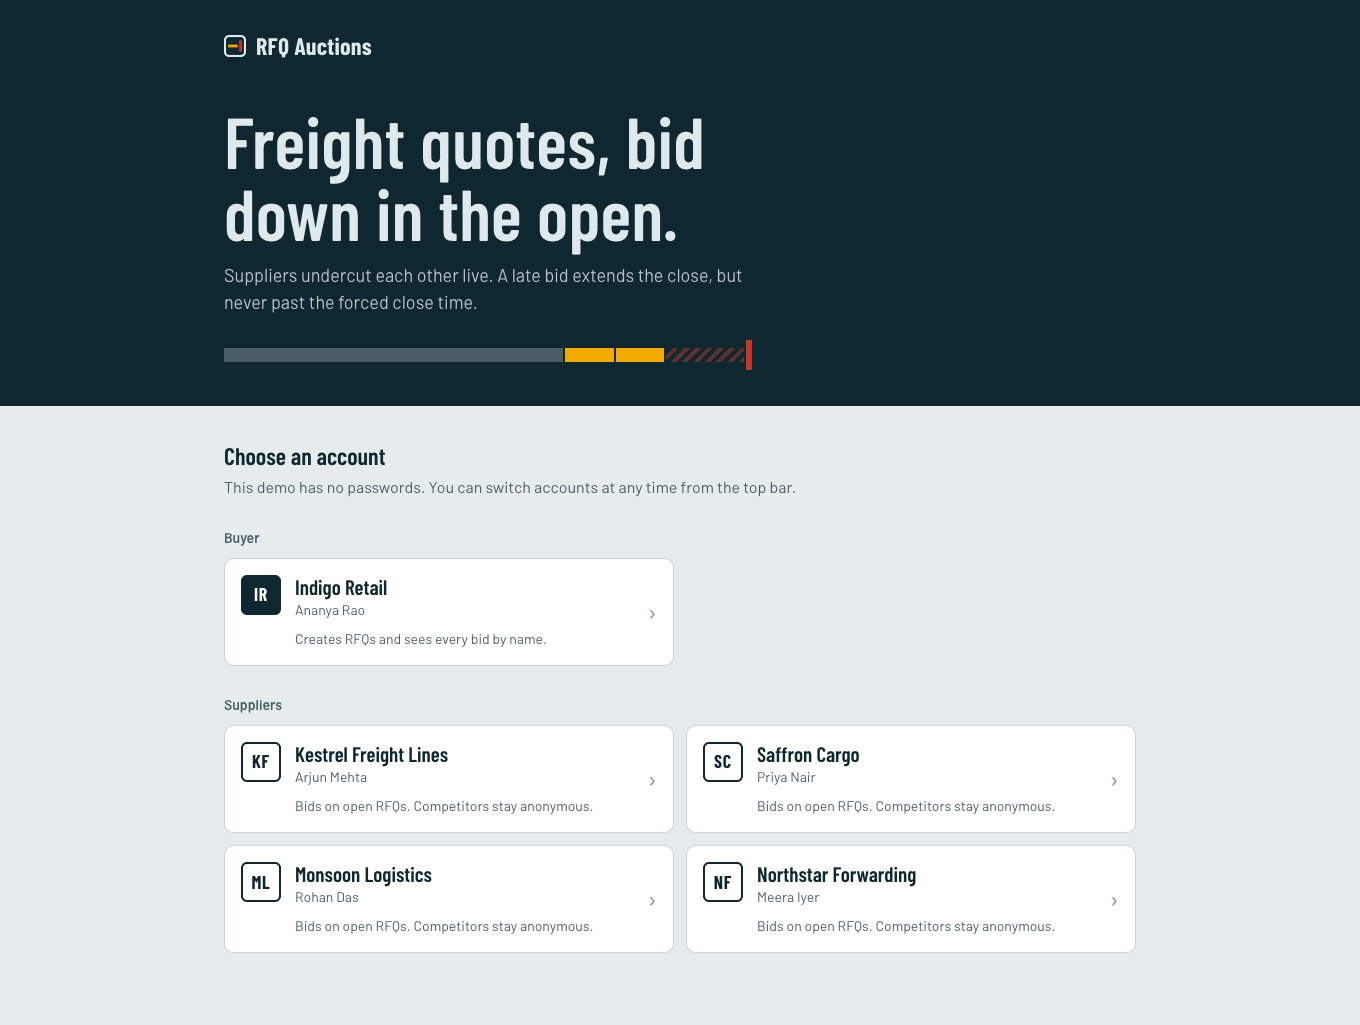 RFQ Auctions
Freight quotes, bid
down in the open.
Suppliers undercut each other live. A late bid extends the close, but
never past the forced close time.
Choose an account
This demo has no passwords. You can switch accounts at any time from the top bar.
Buyer
IR
Indigo Retail
Ananya Rao
Creates RFQs and sees every bid by name.
Suppliers
KF
Kestrel Freight Lines
Arjun Mehta
Bids on open RFQs. Competitors stay anonymous.
SC
Saffron Cargo
Priya Nair
Bids on open RFQs. Competitors stay anonymous.
ML
Monsoon Logistics
Rohan Das
Bids on open RFQs. Competitors stay anonymous.
NF
Northstar Forwarding
Meera Iyer
Bids on open RFQs. Competitors stay anonymous.